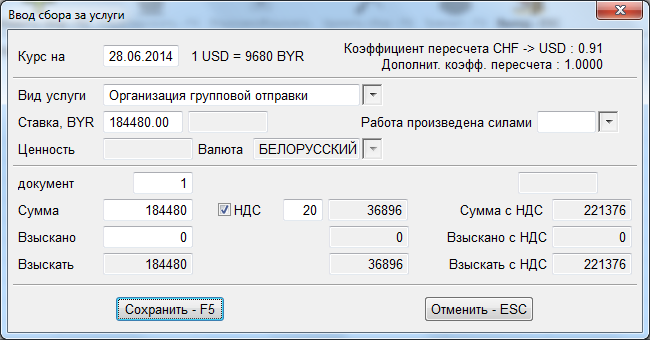 Ввод сбора за услуги
Курс на 28.06.2014 1 USD = 9680 BYR Коэффициент пересчета CHF -> USD : 0.91
Дополнит. коэфф. пересчета : 1.0000
Вид услуги Организация групповой отправки
Ставка, BYR 184480.00 Работа произведена силами
Ценность Валюта БЕЛОРУССКИЙ
документ 1
Сумма 184480 НДС 20 36896 Сумма с НДС 221376
Взыскано 0 0 Взыскано с НДС 0
Взыскать 184480 36896 Взыскать с НДС 221376
Сохранить - F5 Отменить - ESC